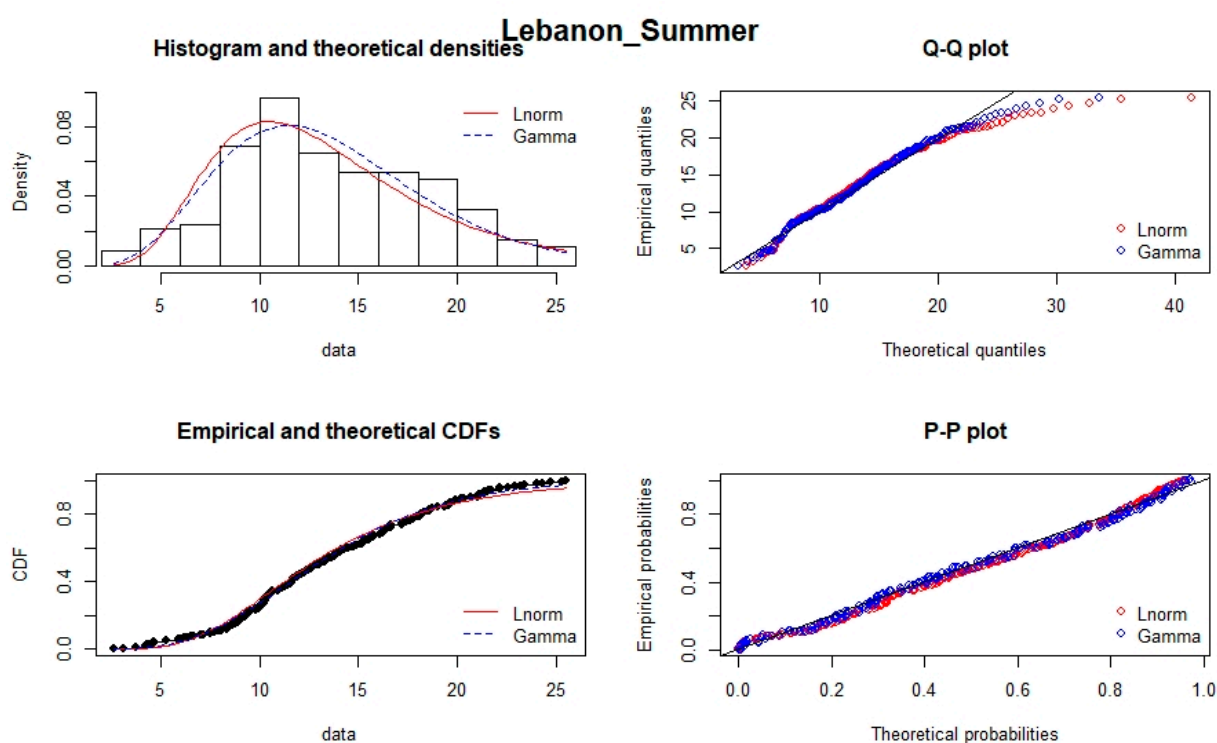 Lebanon_Summer
Histogram and theoretical densities
Density
0.00 0.04 0.08
Lnorm
Gamma
5 10 15 20 25
data
Q-Q plot
Empirical quantiles
5 10 15 20 25
Lnorm
Gamma
10 20 30 40
Theoretical quantiles
Empirical and theoretical CDFs
CDF
0.0 0.4 0.8
Lnorm
Gamma
5 10 15 20 25
data
P-P plot
Empirical probabilities
0.0 0.4 0.8
Lnorm
Gamma
0.0 0.2 0.4 0.6 0.8 1.0
Theoretical probabilities